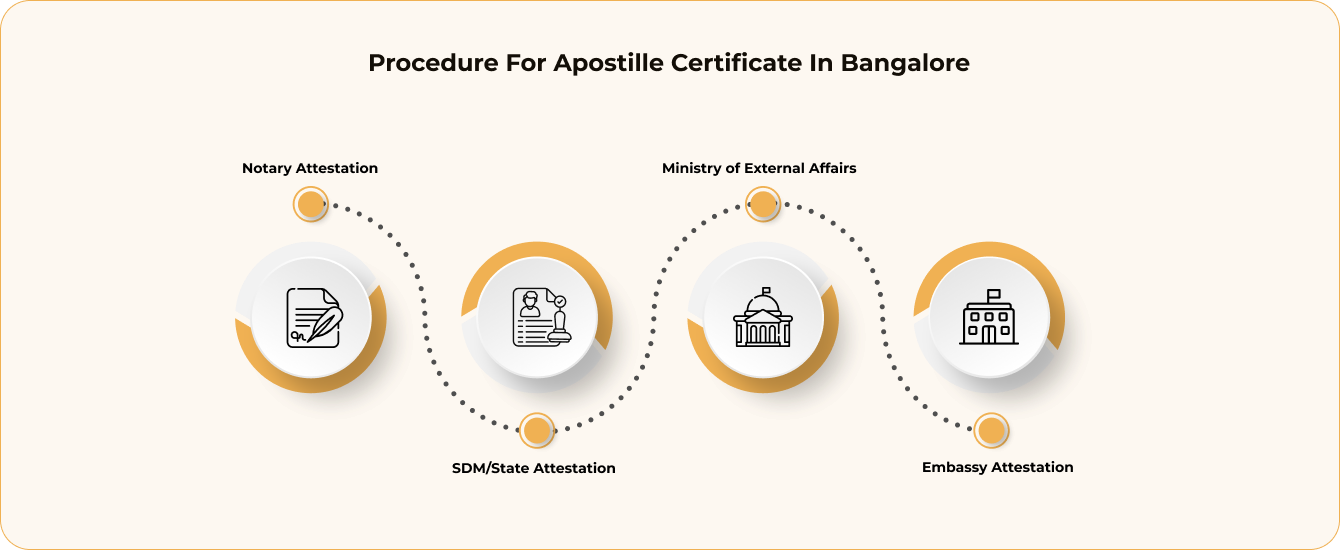 Procedure For Apostille Certificate In Bangalore
Notary Attestation
Ministry of External Affairs
SDM/State Attestation
Embassy Attestation